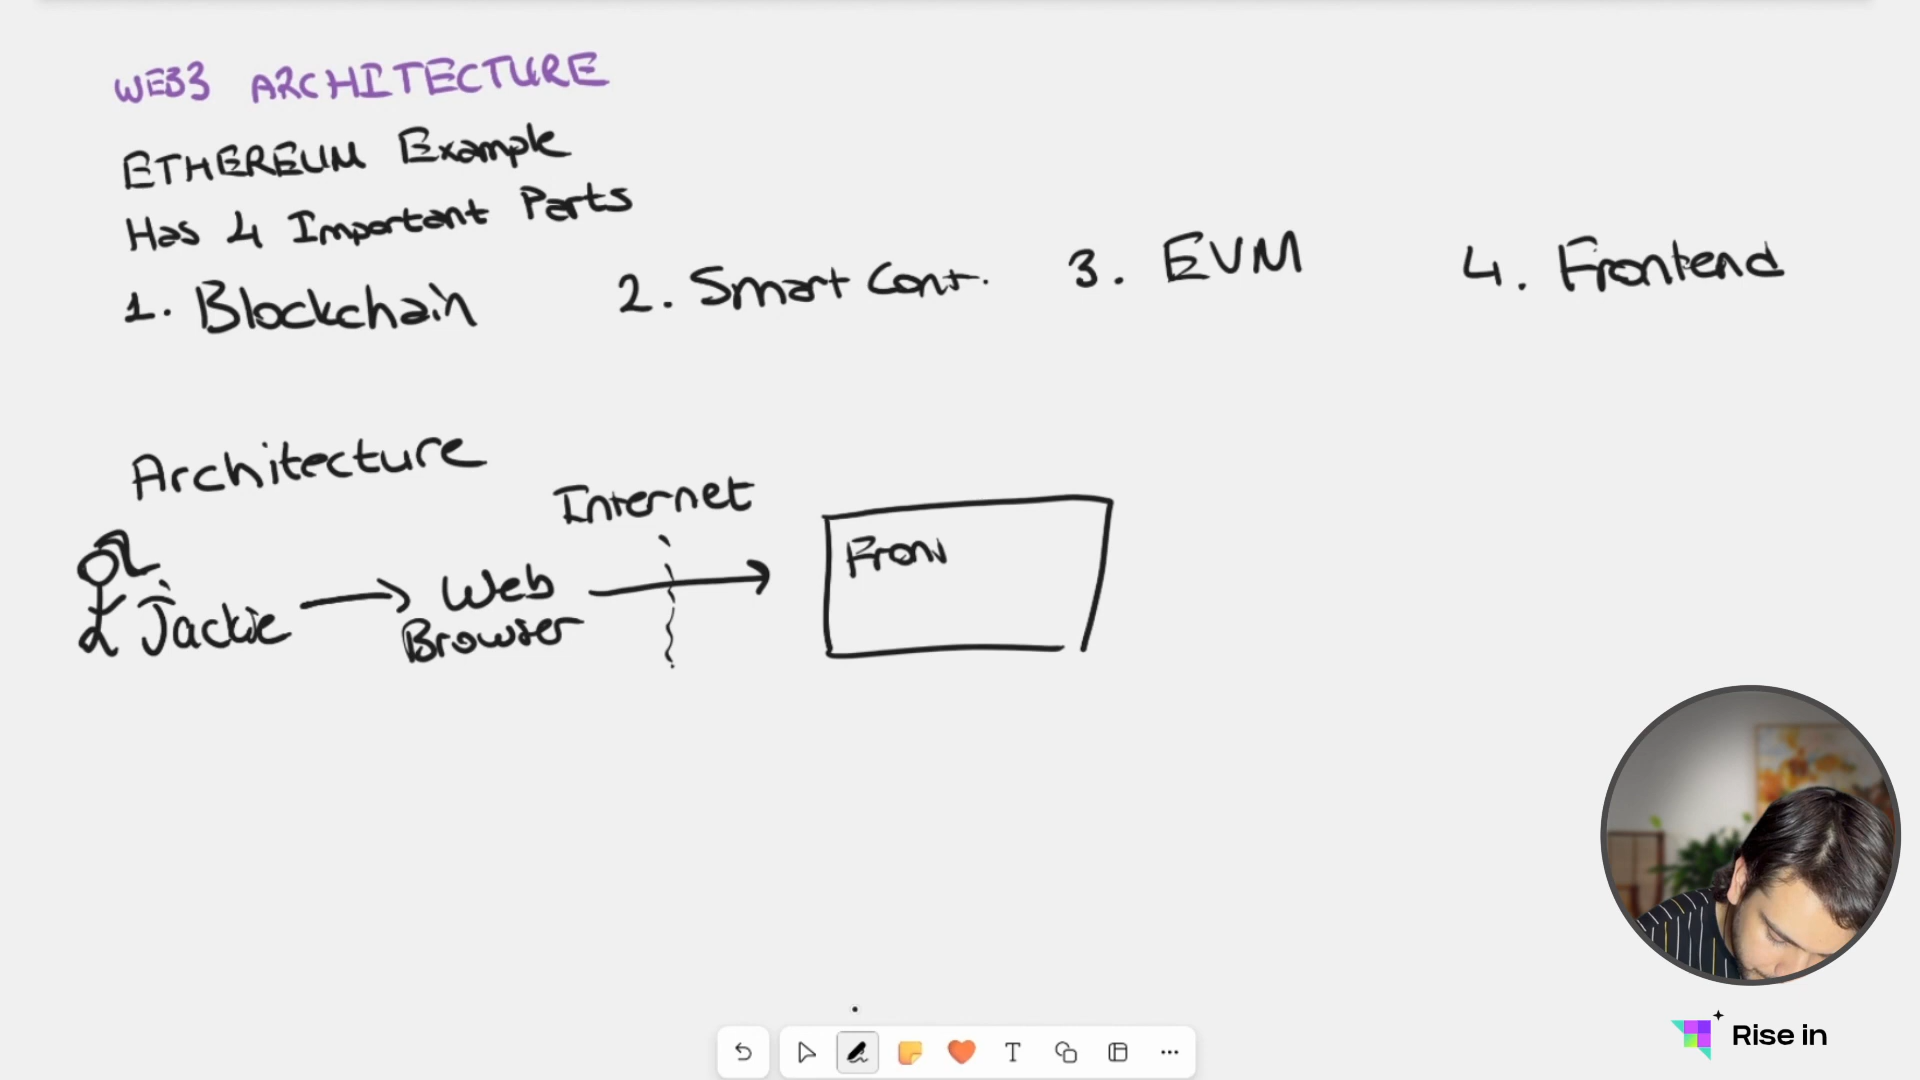 WEB3 ARCHITECTURE
ETHEREUM Example
Has 4 Important Parts
1. Blockchain 2. Smart Cont. 3. EVM 4. Frontend
Architecture
Internet
Jackie Web Browser
Fron
T
Rise in